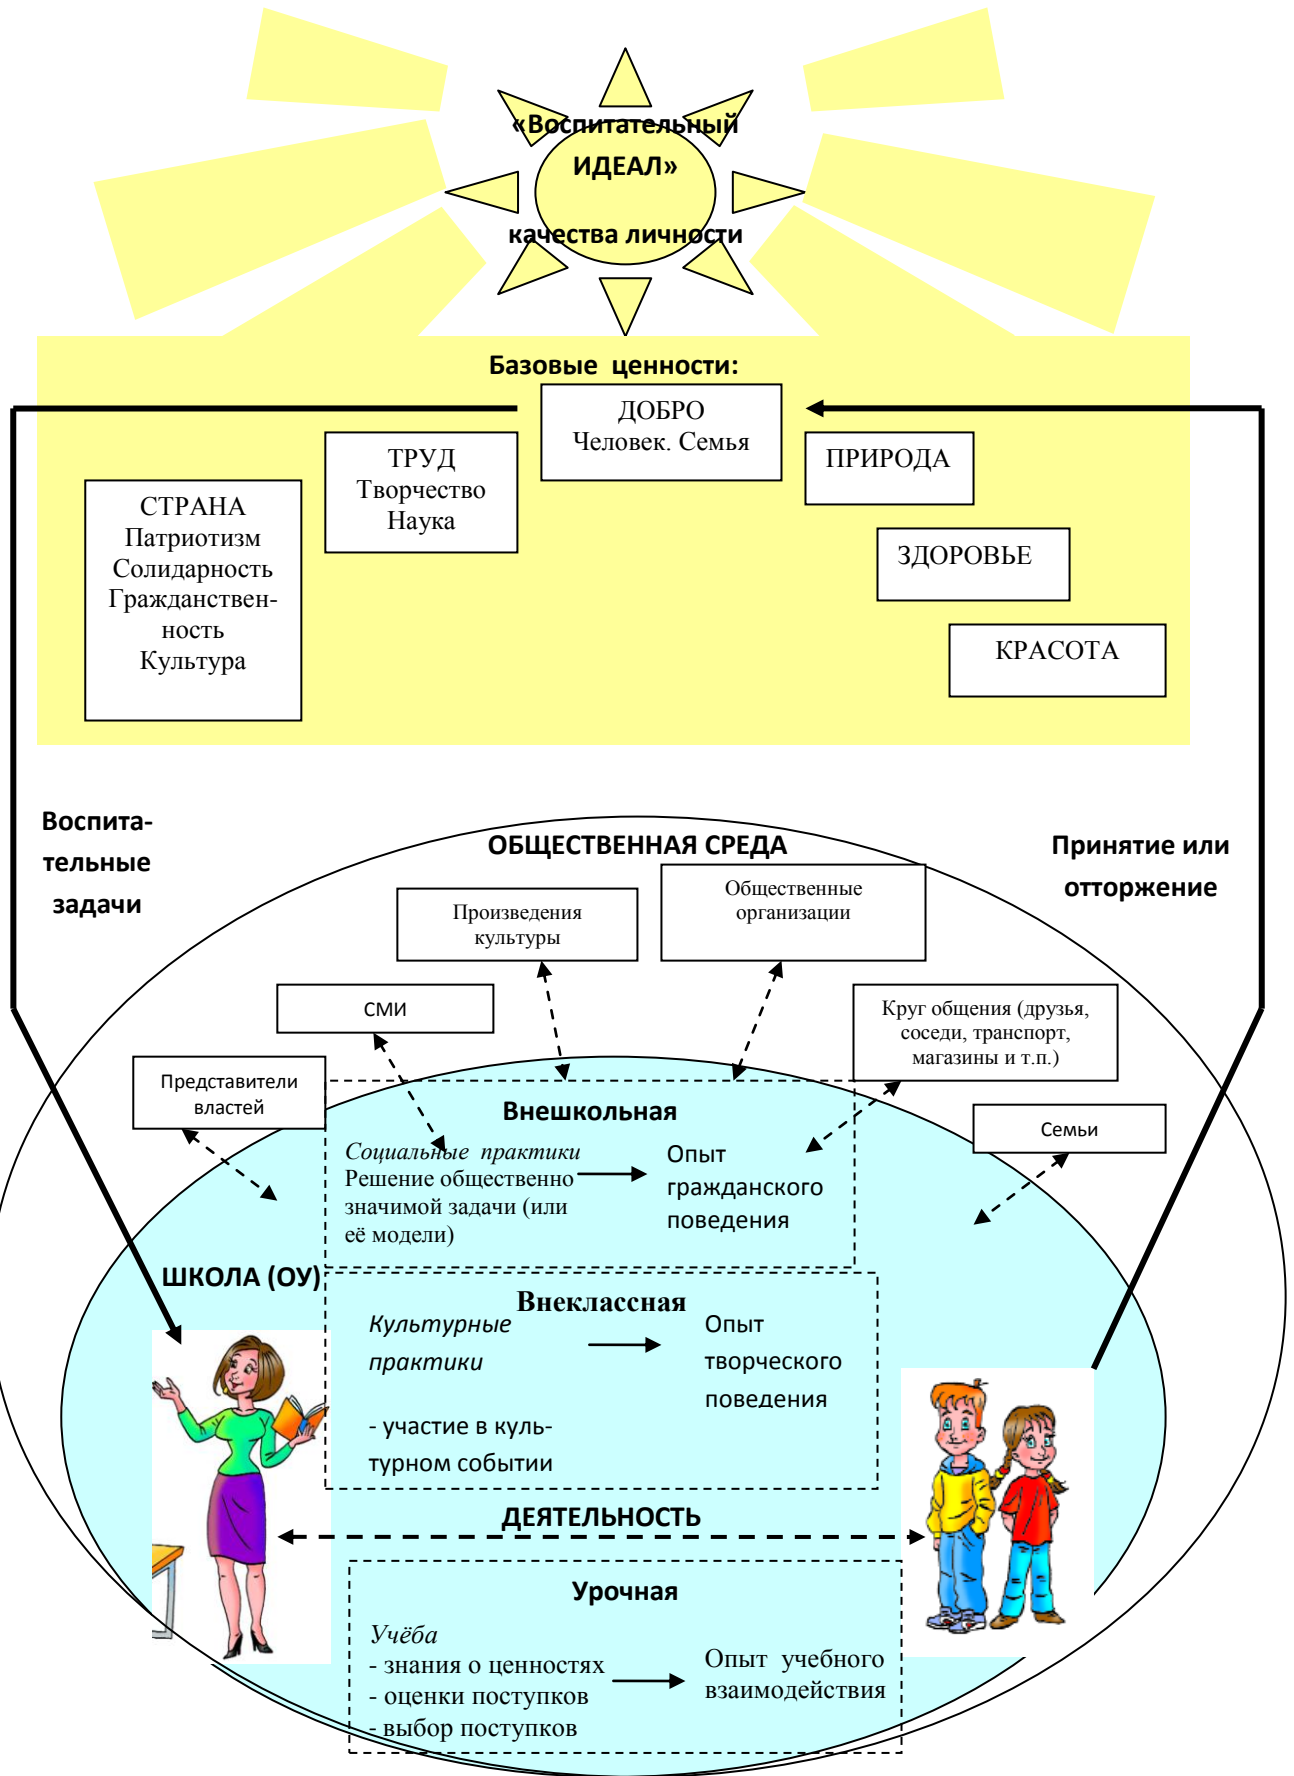 «Воспитательный
ИДЕАЛ»
качества личности
Базовые ценности:
ДОБРО
Человек. Семья
ТРУД
Творчество
Наука
ПРИРОДА
СТРАНА
Патриотизм
Солидарность
Гражданствен-
ность
Культура
ЗДОРОВЬЕ
КРАСОТА
Воспита-
тельные
задачи
ОБЩЕСТВЕННАЯ СРЕДА
Принятие или
отторжение
Общественные
организации
Произведения
культуры
СМИ
Круг общения (друзья,
соседи, транспорт,
магазины и т.п.)
Представители
властей
Семьи
Внешкольная
Социальные практики
Решение общественно
значимой задачи (или
её модели)
Опыт
гражданского
поведения
ШКОЛА (ОУ)
Внеклассная
Культурные
практики
- участие в куль-
турном событии
Опыт
творческого
поведения
ДЕЯТЕЛЬНОСТЬ
Урочная
Учёба
- знания о ценностях
- оценки поступков
- выбор поступков
Опыт учебного
взаимодействия